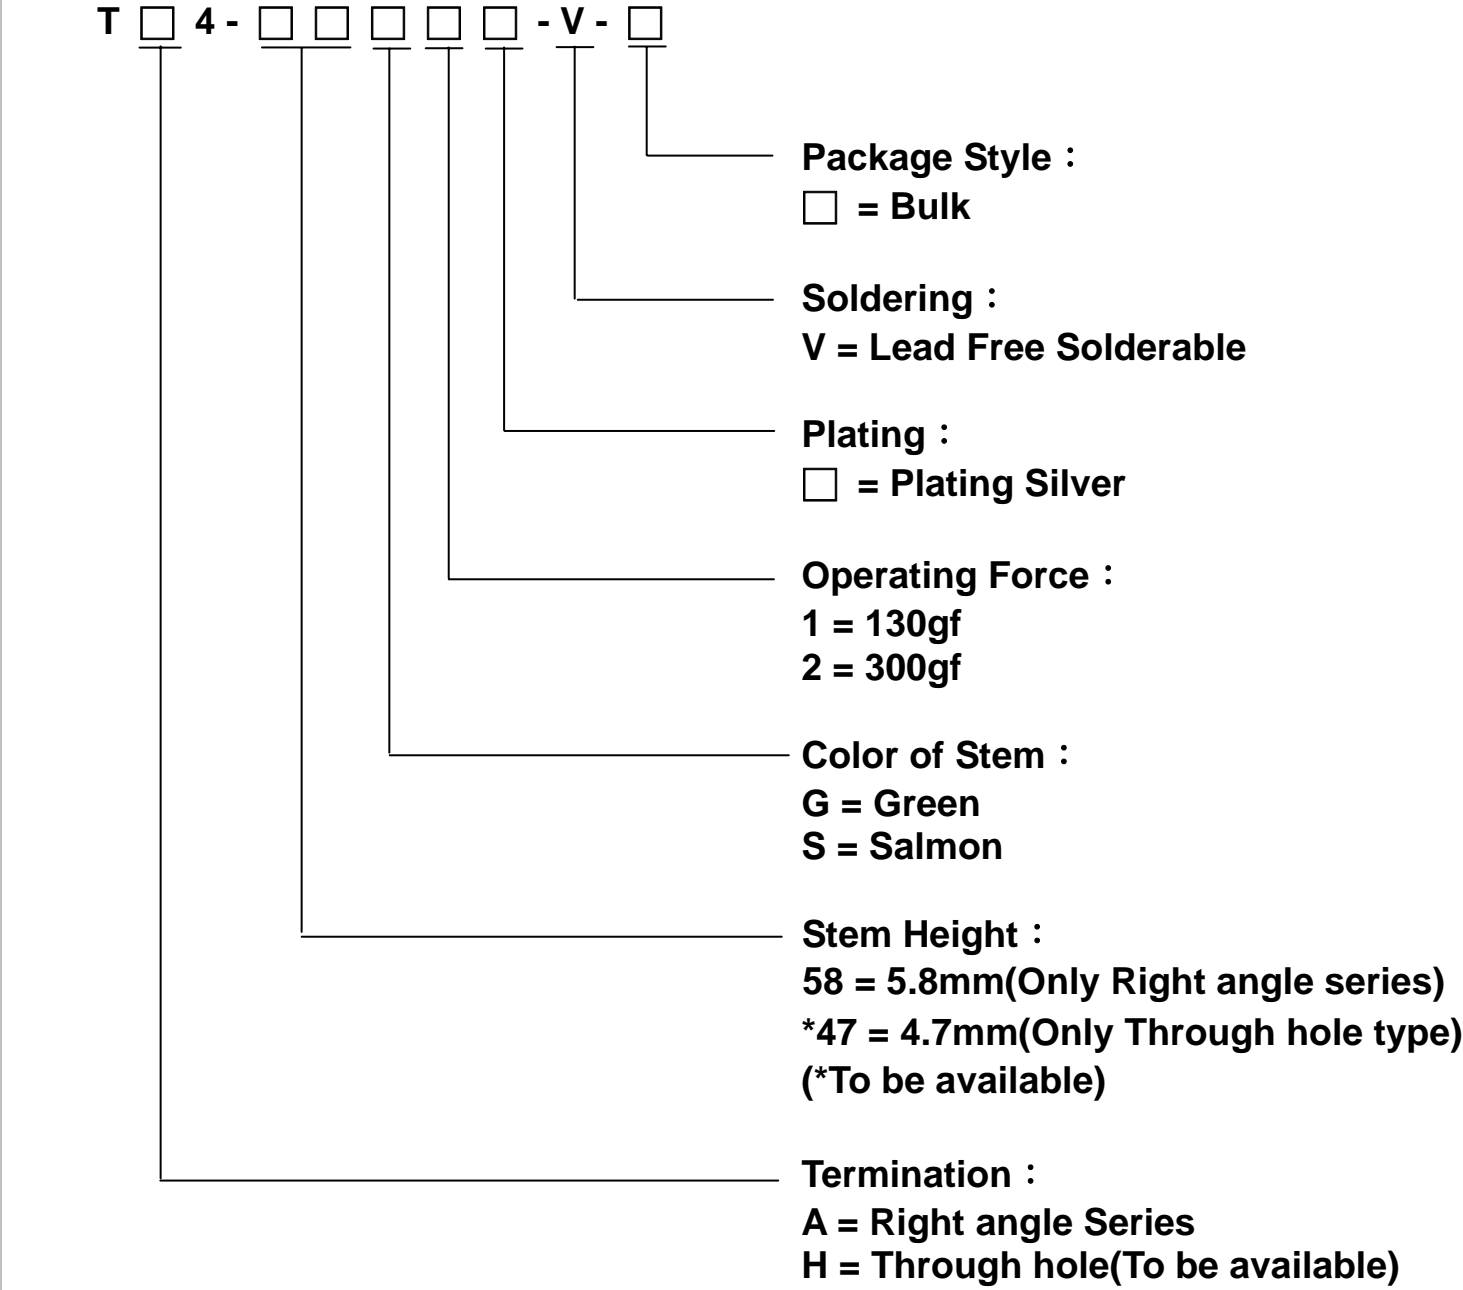 T □ 4 - □ □ □ □ □ - V - □
Package Style：
□ = Bulk
Soldering：
V = Lead Free Solderable
Plating：
□ = Plating Silver
Operating Force：
1 = 130gf
2 = 300gf
Color of Stem：
G = Green
S = Salmon
Stem Height：
58 = 5.8mm(Only Right angle series)
*47 = 4.7mm(Only Through hole type)
(*To be available)
Termination：
A = Right angle Series
H = Through hole(To be available)